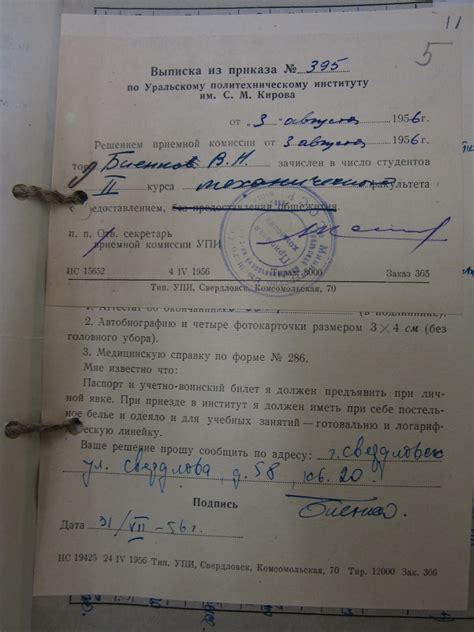 11
5
Выписка из приказа № 395
по Уральскому политехническому институту
им. С. М. Кирова
от 3 августа 1956 г.
Решением приемной комиссии от 3 августа 1956 г.
тов. Биенков В. Н. зачислен в число студентов
II курса механического факультета
с предоставлением, без предоставления общежития.
п. п. Отв. секретарь
приемной комиссии УПИ
НС 15652 4 IV 1956 Тираж 8000 Заказ 365
Тип. УПИ, Свердловск, Комсомольская, 70
1. Аттестат об окончании (в подлиннике).
2. Автобиографию и четыре фотокарточки размером 3×4 см (без
головного убора).
3. Медицинскую справку по форме № 286.
Мне известно что:
Паспорт и учетно-воинский билет я должен предъявить при лич-
ной явке. При приезде в институт я должен иметь при себе постель-
ное белье и одеяло и для учебных занятий—готовальню и логариф-
мическую линейку.
Ваше решение прошу сообщить по адресу: г. Свердловск
ул. Свердлова, д. 58, кв. 20.
Подпись Биенков
Дата 31/VII-56 г.
НС 19425 24 IV 1956 Тип. УПИ, Свердловск, Комсомольская, 70 Тир. 12000 Зак. 366